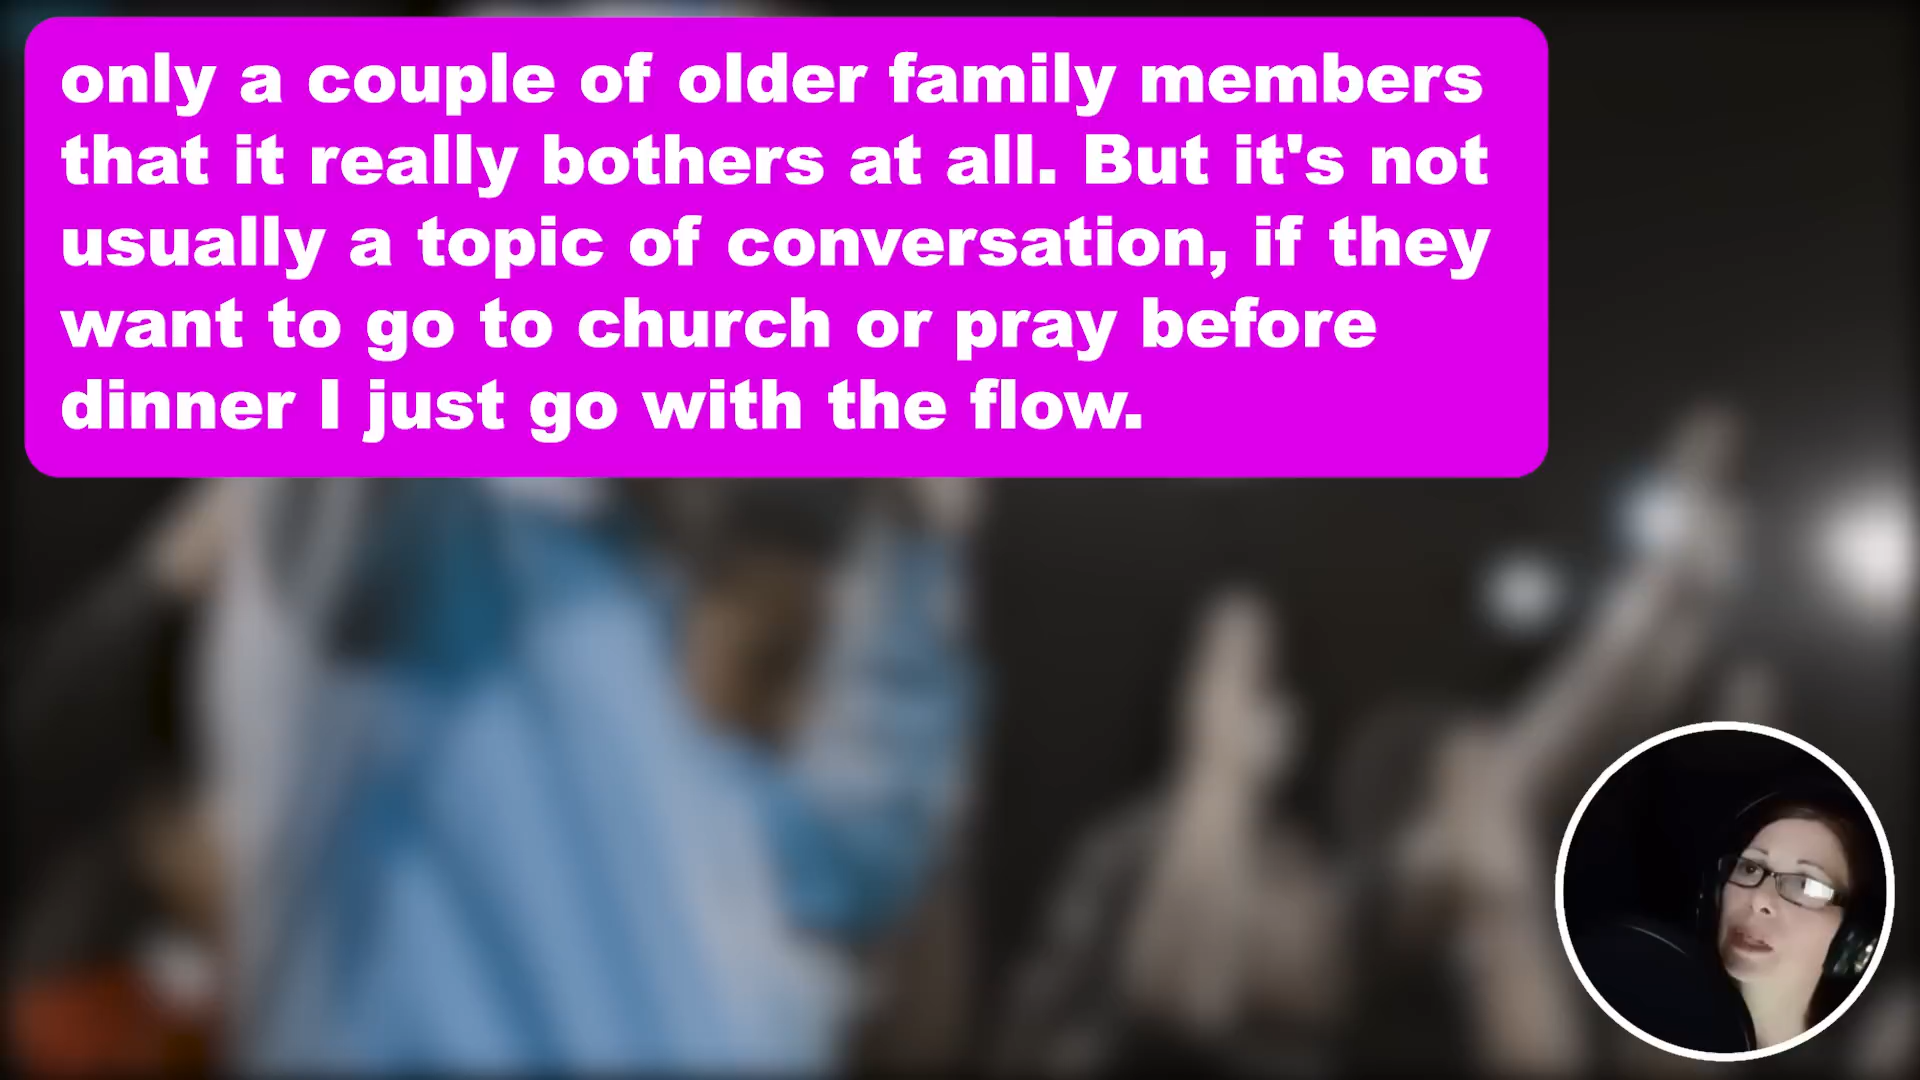 only a couple of older family members
that it really bothers at all. But it's not
usually a topic of conversation, if they
want to go to church or pray before
dinner I just go with the flow.